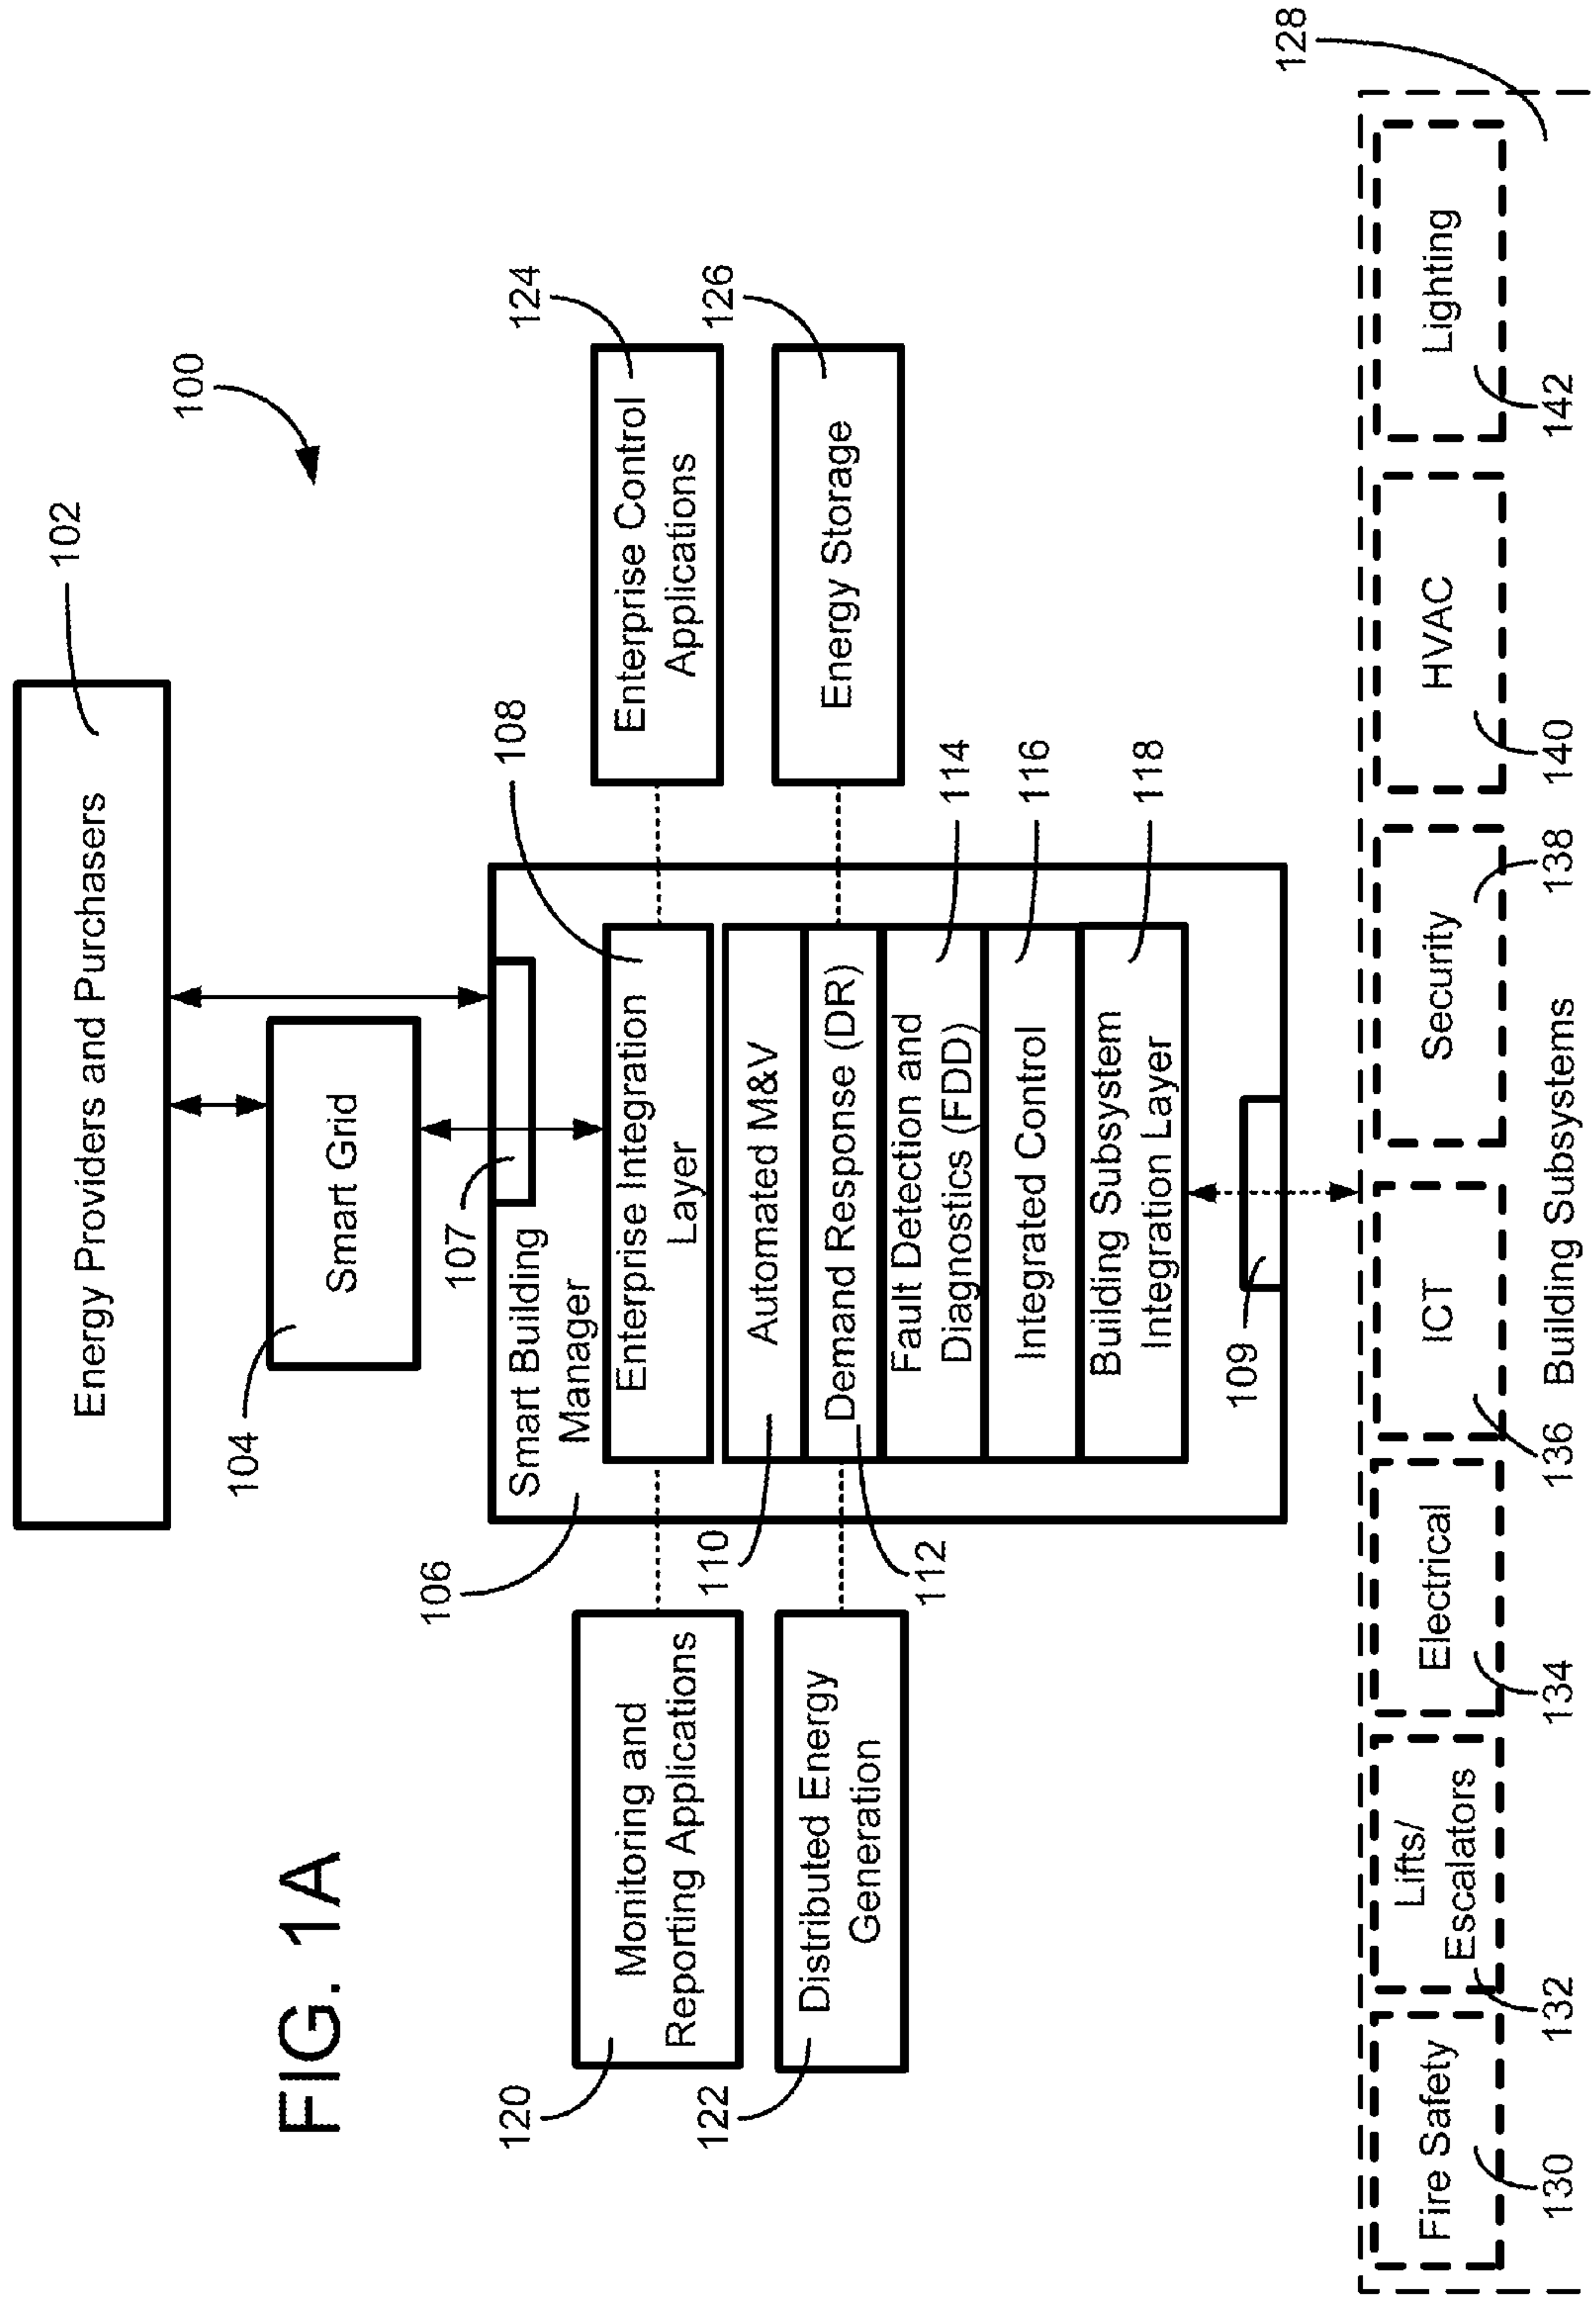 FIG. 1A
100
Energy Providers and Purchasers
102
104
Smart Grid
107
106
Smart Building
Manager
108
Enterprise Integration
Layer
110
Automated M&V
112
Demand Response (DR)
Fault Detection and
Diagnostics (FDD)
114
Integrated Control
116
Building Subsystem
Integration Layer
118
109
120
Monitoring and
Reporting Applications
122
Distributed Energy
Generation
124
Enterprise Control
Applications
126
Energy Storage
128
Fire Safety
130
Lifts/
Escalators
132
Electrical
134
ICT
136
Security
138
HVAC
140
Lighting
142
Building Subsystems